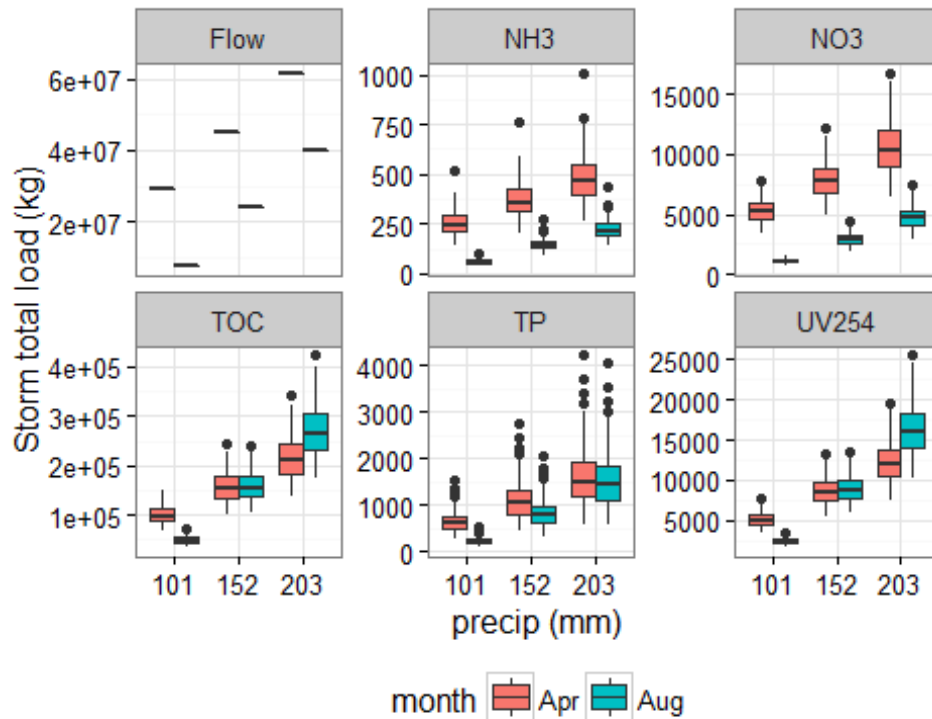 Storm total load (kg)
Flow
NH3
NO3
6e+07
4e+07
2e+07
1000
750
500
250
0
15000
10000
5000
0
TOC
TP
UV254
4e+05
3e+05
2e+05
1e+05
4000
3000
2000
1000
0
25000
20000
15000
10000
5000
101 152 203
101 152 203
101 152 203
precip (mm)
month Apr Aug